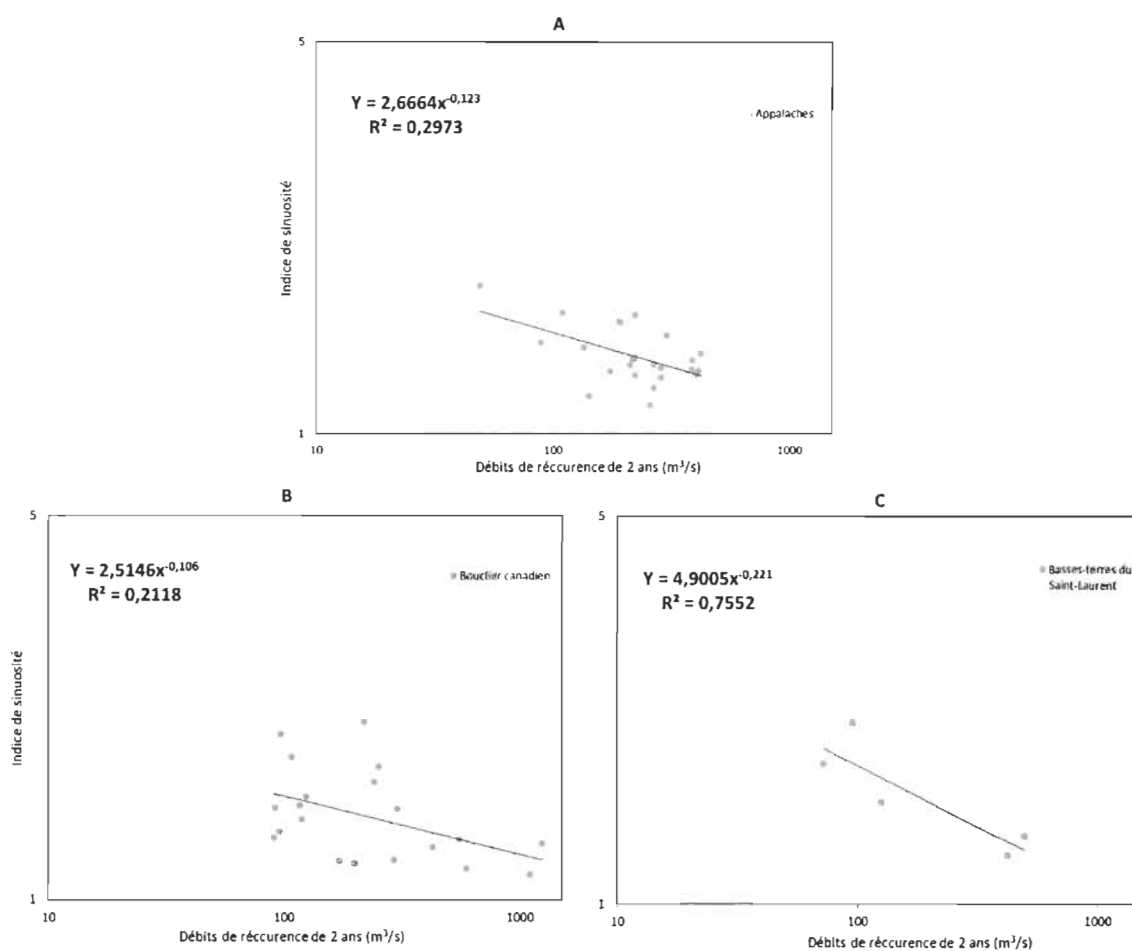 A
5
Y = 2,6664x^-0,123
R² = 0,2973
Appalaches
Indice de sinuosité
1
10
100
1000
Débits de réccurence de 2 ans (m³/s)
B
5
Y = 2,5146x^-0,106
R² = 0,2118
Bouclier canadien
Indice de sinuosité
1
10
100
1000
Débits de réccurence de 2 ans (m³/s)
C
5
Y = 4,9005x^-0,221
R² = 0,7552
Basses-terres du
Saint-Laurent
1
10
100
1000
Débits de réccurence de 2 ans (m³/s)